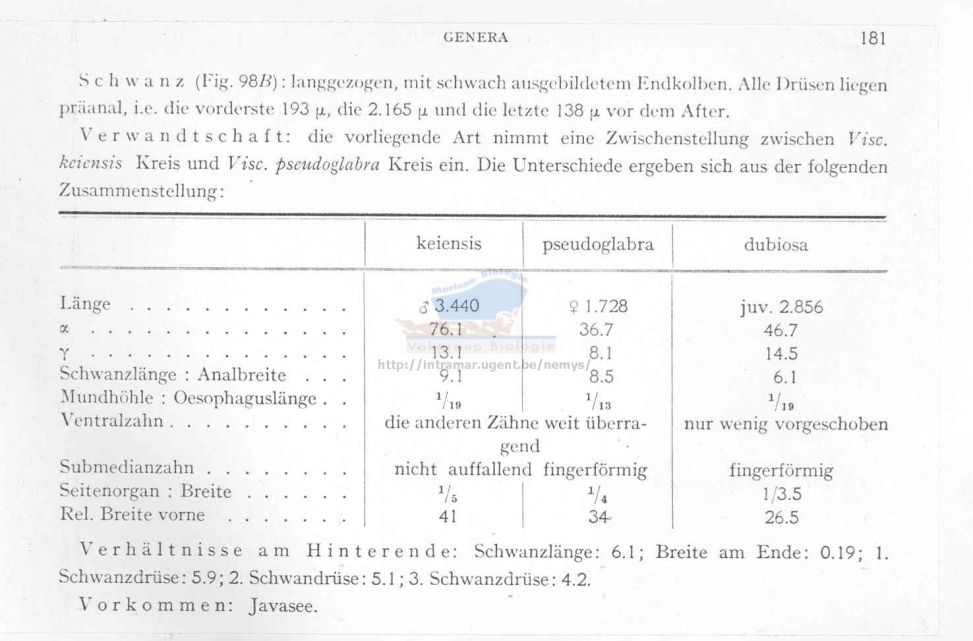 GENERA 181
Schwanz (Fig. 98B): langgezogen, mit schwach ausgebildetem Endkolben. Alle Drüsen liegen
präanal, i.e. die vorderste 193 µ, die 2.165 µ und die letzte 138 µ vor dem After.
Verwandtschaft: die vorliegende Art nimmt eine Zwischenstellung zwischen Visc.
keiensis Kreis und Visc. pseudoglabra Kreis ein. Die Unterschiede ergeben sich aus der folgenden
Zusammenstellung:
keiensis pseudoglabra dubiosa
Länge . . . . . . . . . . . . ♂ 3.440 ♀ 1.728 juv. 2.856
α . . . . . . . . . . . . . . 76.1 36.7 46.7
γ . . . . . . . . . . . . . . 13.1 8.1 14.5
Schwanzlänge : Analbreite . . . 9.1 8.5 6.1
Mundhöhle : Oesophaguslänge . . 1/19 1/13 1/19
Ventralzahn . . . . . . . . . . die anderen Zähne weit überra- nur wenig vorgeschoben
gend
Submedianzahn . . . . . . . . nicht auffallend fingerförmig fingerförmig
Seitenorgan : Breite . . . . . . 1/5 1/4 1/3.5
Rel. Breite vorne . . . . . . . 41 34 26.5
Verhältnisse am Hinterende: Schwanzlänge: 6.1; Breite am Ende: 0.19; 1.
Schwanzdrüse: 5.9; 2. Schwandrüse: 5.1; 3. Schwanzdrüse: 4.2.
Vorkommen: Javasee.
Mariene Biologie
Vakgroep Biologie
http://intramar.ugent.be/nemys/